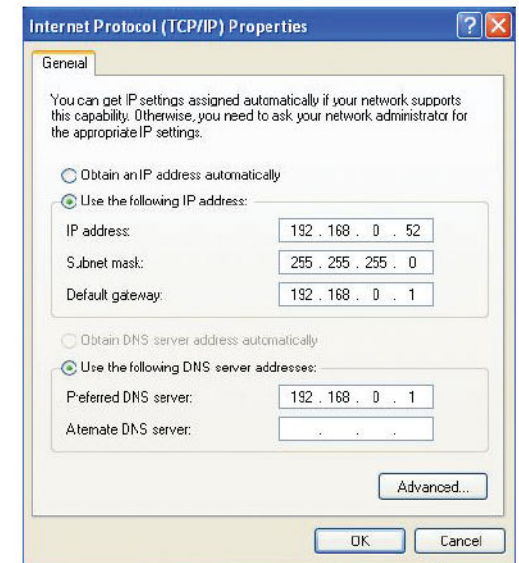 Internet Protocol (TCP/IP) Properties
General
You can get IP settings assigned automatically if your network supports
this capability. Otherwise, you need to ask your network administrator for
the appropriate IP settings.
Obtain an IP address automatically
Use the following IP address:
IP address: 192 . 168 . 0 . 52
Subnet mask: 255 . 255 . 255 . 0
Default gateway: 192 . 168 . 0 . 1
Obtain DNS server address automatically
Use the following DNS server addresses:
Preferred DNS server: 192 . 168 . 0 . 1
Alternate DNS server: . . .
Advanced...
OK Cancel